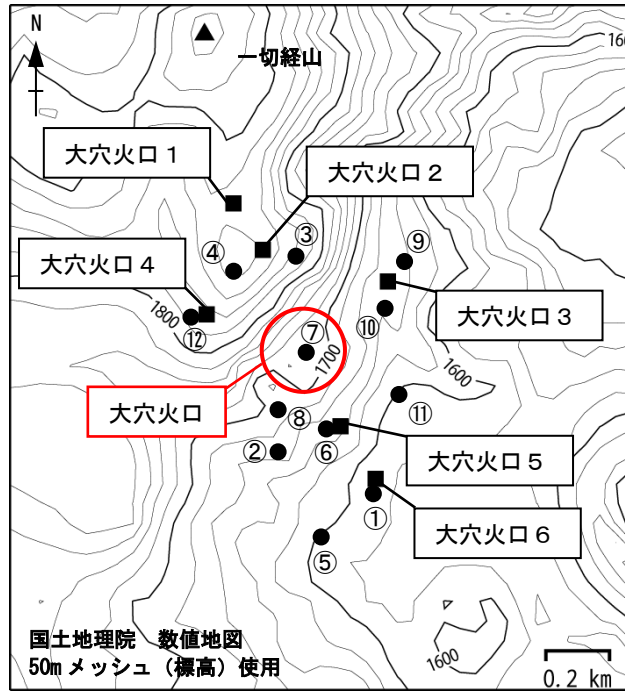 N
一切経山
1600
大穴火口1
大穴火口2
③
④
⑨
大穴火口4
1800
⑫
大穴火口3
⑩
⑦
1700
1600
大穴火口
⑧
⑪
⑥
②
大穴火口5
①
大穴火口6
⑤
国土地理院 数値地図
50mメッシュ(標高)使用
1600
0.2 km